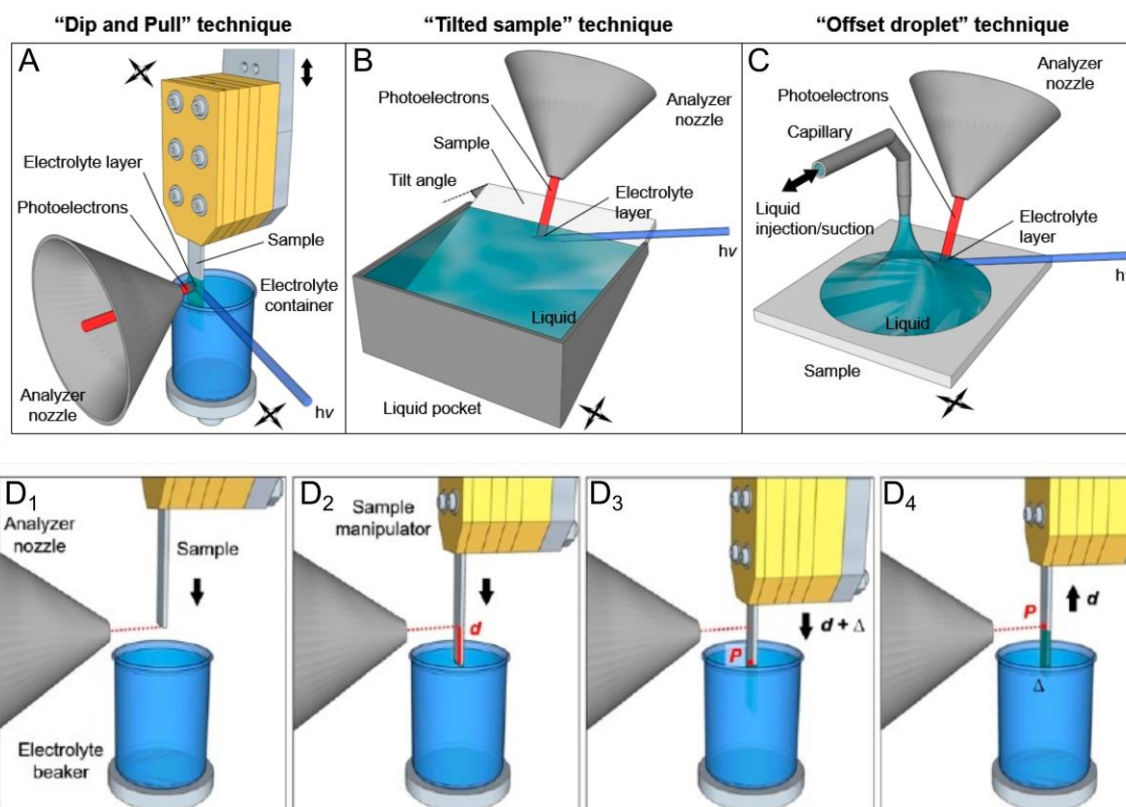 “Dip and Pull” technique
“Tilted sample” technique
“Offset droplet” technique
A
Electrolyte layer
Photoelectrons
Sample
Electrolyte
container
Analyzer
nozzle
hν
B
Photoelectrons
Sample
Analyzer
nozzle
Tilt angle
Electrolyte
layer
hν
Liquid
Liquid pocket
C
Photoelectrons
Analyzer
nozzle
Capillary
Liquid
injection/suction
Electrolyte
layer
h
Liquid
Sample
D1
Analyzer
nozzle
Sample
Electrolyte
beaker
D2
Sample
manipulator
d
D3
d + Δ
P
D4
P
d
Δ